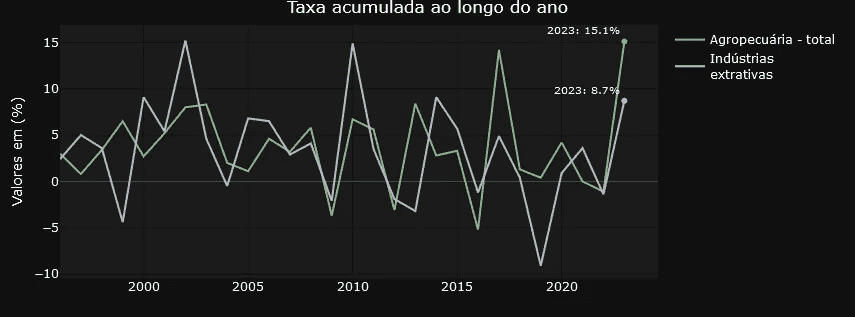 Taxa acumulada ao longo do ano
Valores em (%)
15
10
5
0
−5
−10
2000
2005
2010
2015
2020
2023: 15.1%
2023: 8.7%
Agropecuária - total
Indústrias
extrativas